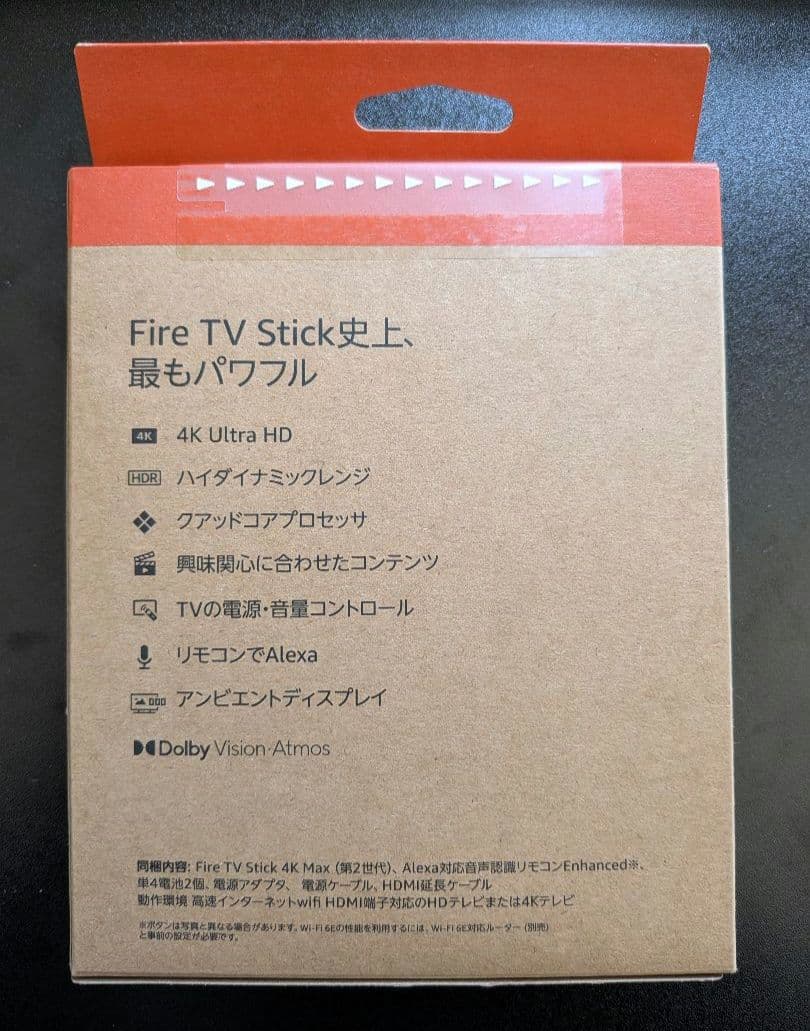 Fire TV Stick史上、
最もパワフル
4K 4K Ultra HD
HDR ハイダイナミックレンジ
クアッドコアプロセッサ
興味関心に合わせたコンテンツ
TVの電源・音量コントロール
リモコンでAlexa
アンビエントディスプレイ
Dolby Vision·Atmos
同梱内容: Fire TV Stick 4K Max (第2世代)、Alexa対応音声認識リモコンEnhanced※、
単4電池2個、電源アダプタ、 電源ケーブル、HDMI延長ケーブル
動作環境 高速インターネットwifi HDMI端子対応のHDテレビまたは4Kテレビ
※ボタンは写真と異なる場合があります。Wi-Fi 6Eの性能を利用するには、Wi-Fi 6E対応ルーター (別売)
と事前の設定が必要です。